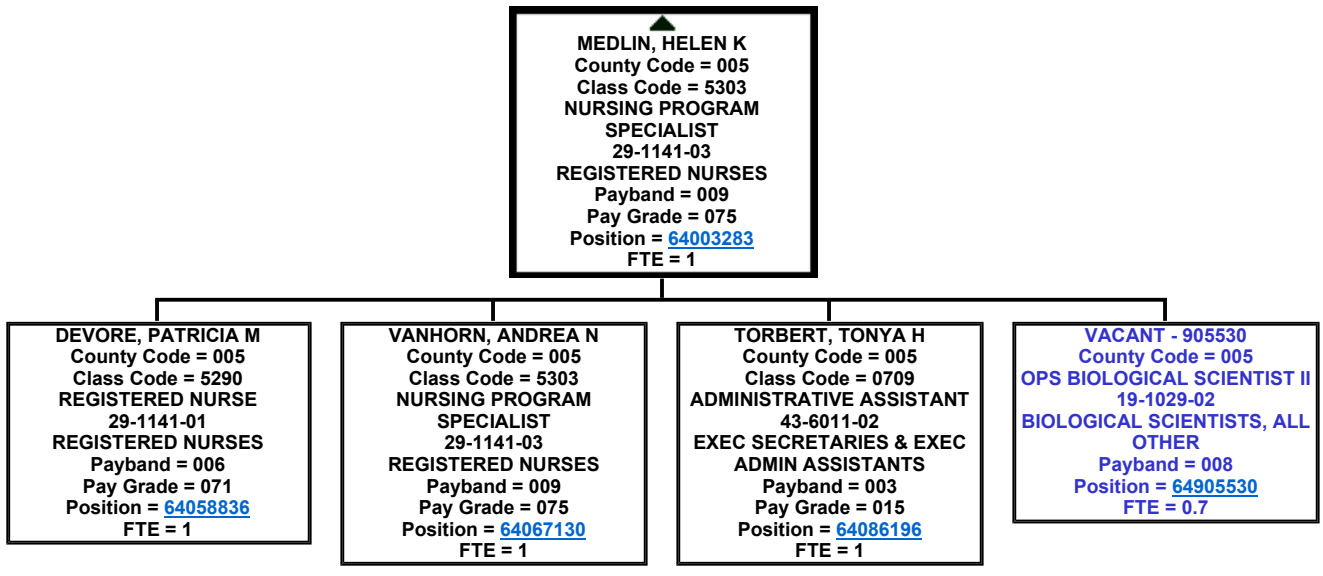 MEDLIN, HELEN K
County Code = 005
Class Code = 5303
NURSING PROGRAM
SPECIALIST
29-1141-03
REGISTERED NURSES
Payband = 009
Pay Grade = 075
Position = 64003283
FTE = 1
DEVORE, PATRICIA M
County Code = 005
Class Code = 5290
REGISTERED NURSE
29-1141-01
REGISTERED NURSES
Payband = 006
Pay Grade = 071
Position = 64058836
FTE = 1
VANHORN, ANDREA N
County Code = 005
Class Code = 5303
NURSING PROGRAM
SPECIALIST
29-1141-03
REGISTERED NURSES
Payband = 009
Pay Grade = 075
Position = 64067130
FTE = 1
TORBERT, TONYA H
County Code = 005
Class Code = 0709
ADMINISTRATIVE ASSISTANT
43-6011-02
EXEC SECRETARIES & EXEC
ADMIN ASSISTANTS
Payband = 003
Pay Grade = 015
Position = 64086196
FTE = 1
VACANT - 905530
County Code = 005
OPS BIOLOGICAL SCIENTIST II
19-1029-02
BIOLOGICAL SCIENTISTS, ALL
OTHER
Payband = 008
Position = 64905530
FTE = 0.7